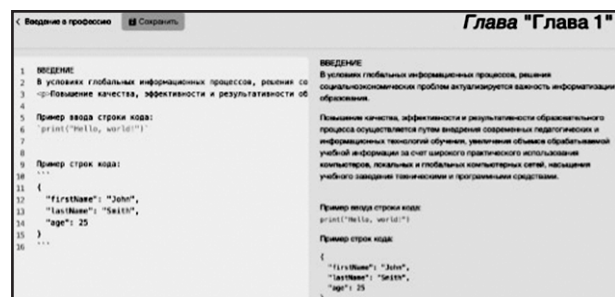 < Введение в профессию
Сохранить
Глава "Глава 1"
1 ВВЕДЕНИЕ
2 В условиях глобальных информационных процессов, решения со
3 <p>Повышение качества, эффективности и результативности об
4
5 Пример ввода строки кода:
6 `print("Hello, world!")`
7
8
9 Пример строк кода:
10 ```
11 {
12 "firstName": "John",
13 "lastName": "Smith",
14 "age": 25
15 }
16 ```
ВВЕДЕНИЕ
В условиях глобальных информационных процессов, решения
социальноэкономических проблем актуализируется важность информатизации
образования.
Повышение качества, эффективности и результативности образовательного
процесса осуществляется путем внедрения современных педагогических и
информационных технологий обучения, увеличения объемов обрабатываемой
учебной информации за счет широкого практического использования
компьютеров, локальных и глобальных компьютерных сетей, насыщения
учебного заведения техническими и программными средствами.
Пример ввода строки кода:
print("Hello, world!")
Пример строк кода:
{
"firstName": "John",
"lastName": "Smith",
"age": 25
}